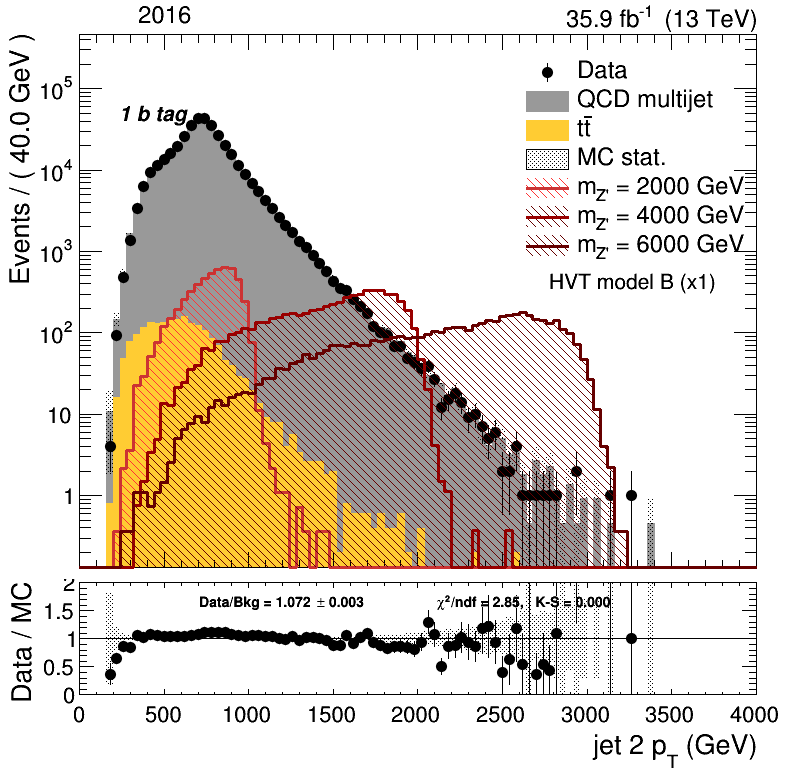 2016
35.9 fb⁻¹ (13 TeV)
Events / ( 40.0 GeV )
10⁵
10⁴
10³
10²
10
1
1 b tag
Data
QCD multijet
tt̄
MC stat.
m_Z' = 2000 GeV
m_Z' = 4000 GeV
m_Z' = 6000 GeV
HVT model B (x1)
Data / MC
2
1.5
1
0.5
0
Data/Bkg = 1.072 ± 0.003
χ²/ndf = 2.85, K-S = 0.000
0 500 1000 1500 2000 2500 3000 3500 4000
jet 2 p_T (GeV)